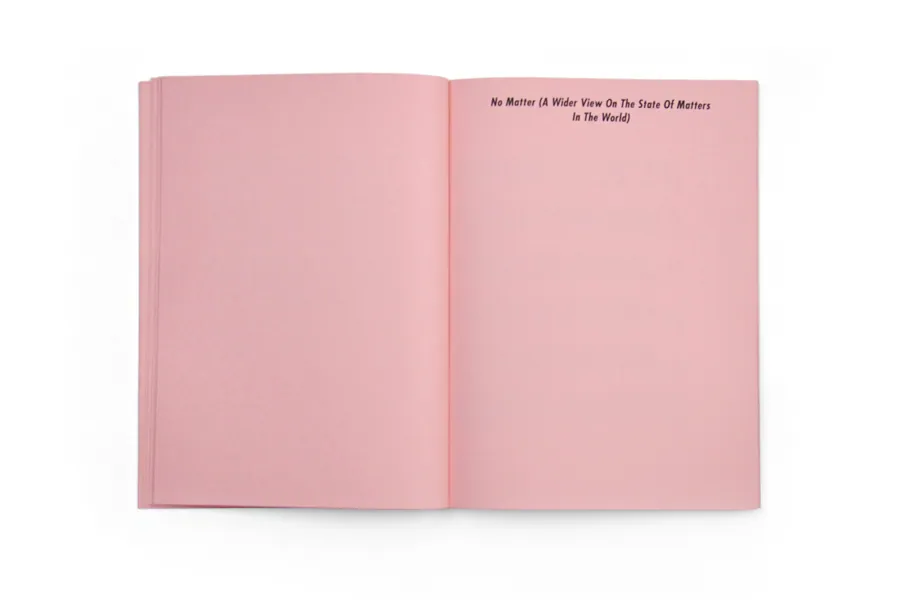 No Matter (A Wider View On The State Of Matters
In The World)